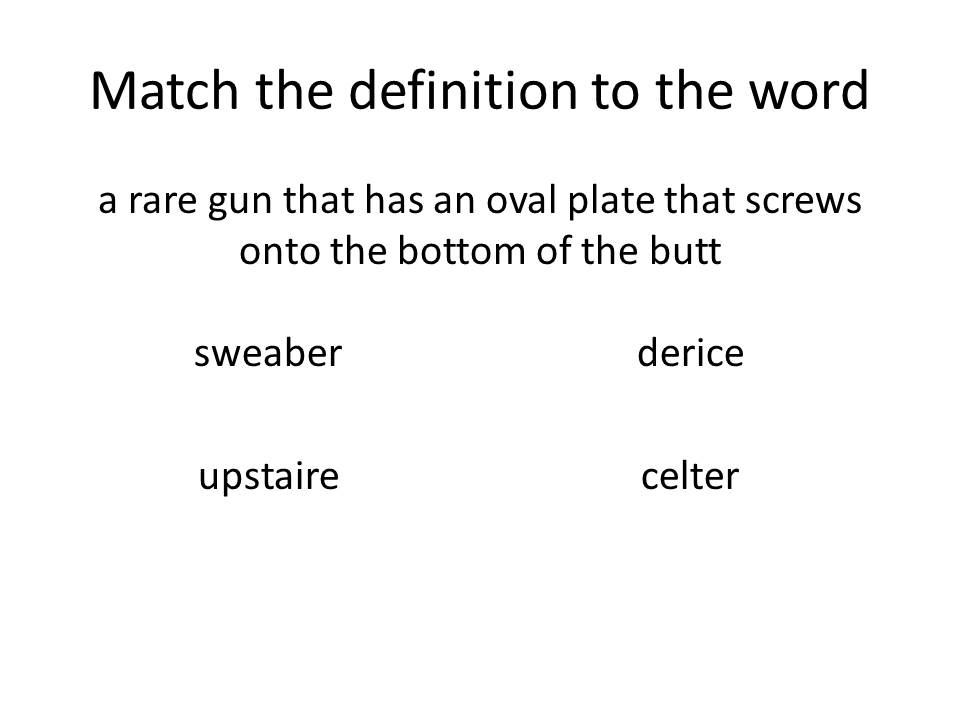 Match the definition to the word
a rare gun that has an oval plate that screws
onto the bottom of the butt
sweaber derice
upstaire celter